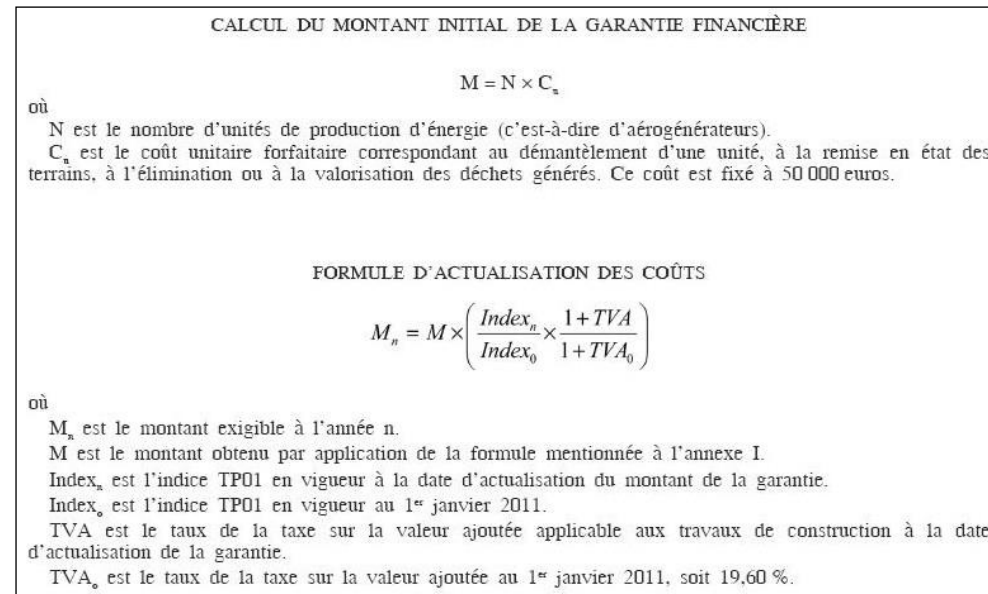 CALCUL DU MONTANT INITIAL DE LA GARANTIE FINANCIÈRE
M = N × Cn
où
N est le nombre d'unités de production d'énergie (c'est-à-dire d'aérogénérateurs).
Cn est le coût unitaire forfaitaire correspondant au démantèlement d'une unité, à la remise en état des
terrains, à l'élimination ou à la valorisation des déchets générés. Ce coût est fixé à 50 000 euros.
FORMULE D'ACTUALISATION DES COÛTS
Mn = M × ( Indexn / Index0 × 1 + TVA / 1 + TVA0 )
où
Mn est le montant exigible à l'année n.
M est le montant obtenu par application de la formule mentionnée à l'annexe I.
Indexn est l'indice TP01 en vigueur à la date d'actualisation du montant de la garantie.
Indexo est l'indice TP01 en vigueur au 1er janvier 2011.
TVA est le taux de la taxe sur la valeur ajoutée applicable aux travaux de construction à la date
d'actualisation de la garantie.
TVAo est le taux de la taxe sur la valeur ajoutée au 1er janvier 2011, soit 19,60 %.